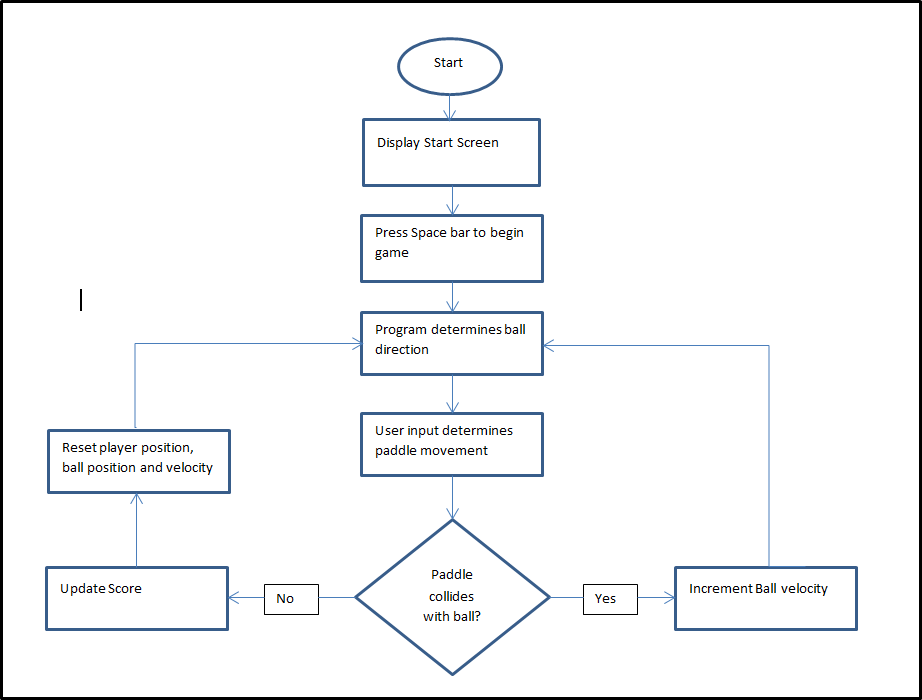 Start
Display Start Screen
Press Space bar to begin
game
Program determines ball
direction
User input determines
paddle movement
Reset player position,
ball position and velocity
Paddle
collides
with ball?
Update Score
No
Yes
Increment Ball velocity